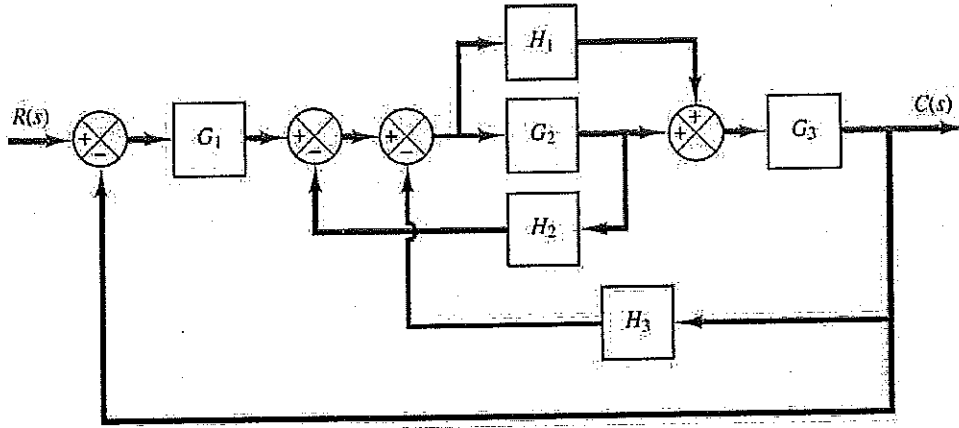 H₁
R(s)
C(s)
+
−
G₁
+
−
+
−
G₂
+
+
G₃
H₂
H₃